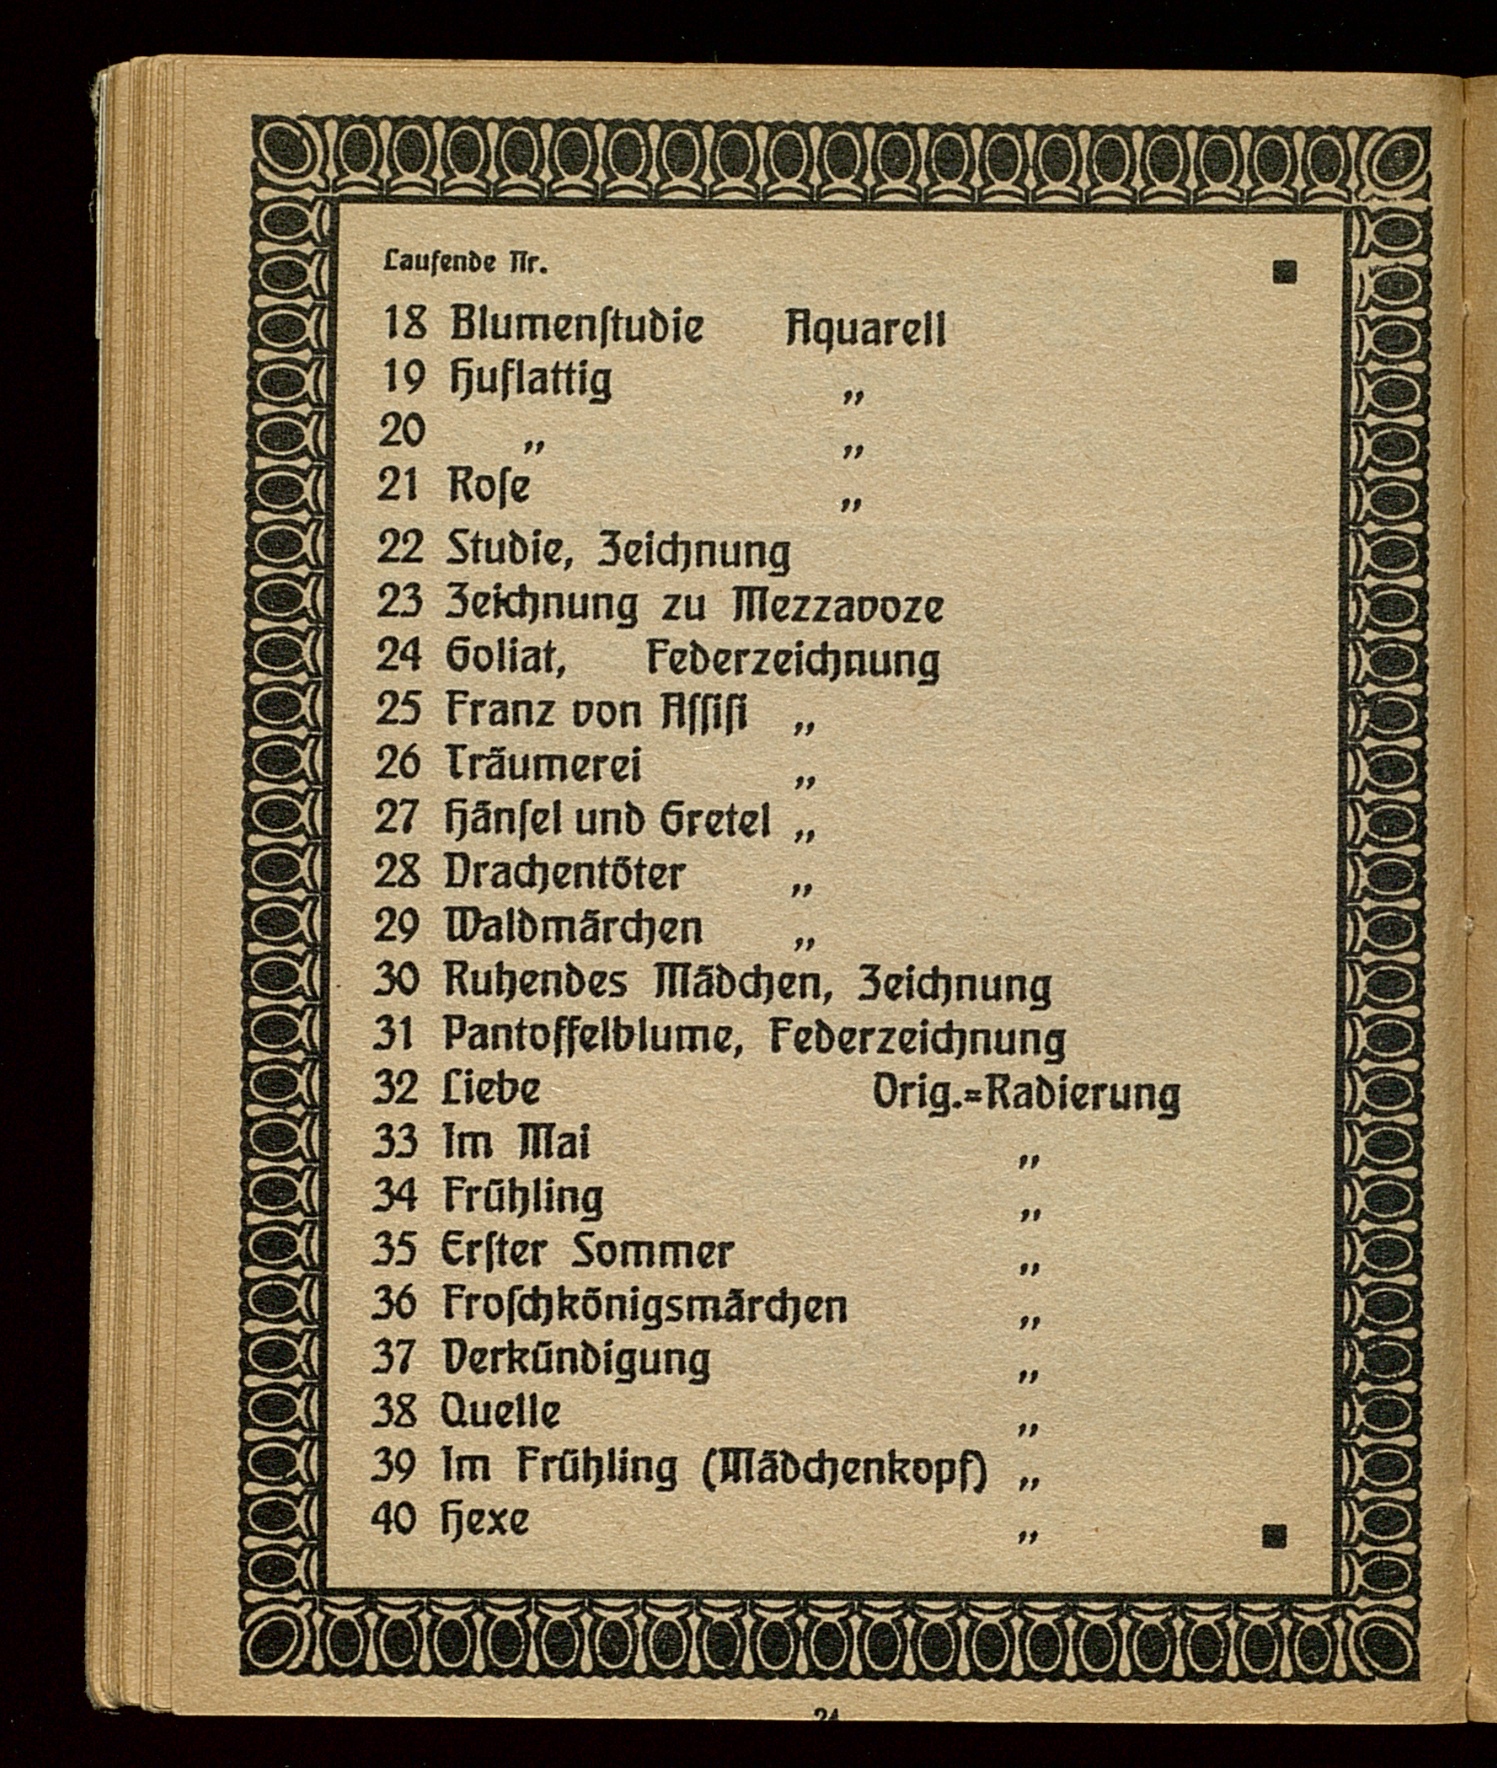 Laufende Nr.
18 Blumenſtudie Aquarell
19 Huflattig „
20 „ „
21 Roſe „
22 Studie, Zeichnung
23 Zeichnung zu Mezzavoze
24 Goliat, Federzeichnung
25 Franz von Aſſiſi „
26 Träumerei „
27 Hänſel und Gretel „
28 Drachentöter „
29 Waldmärchen „
30 Ruhendes Mädchen, Zeichnung
31 Pantoffelblume, Federzeichnung
32 Liebe Orig.=Radierung
33 Im Mai „
34 Frühling „
35 Erſter Sommer „
36 Froſchkönigsmärchen „
37 Verkündigung „
38 Quelle „
39 Im Frühling (Mädchenkopf) „
40 Hexe „
24